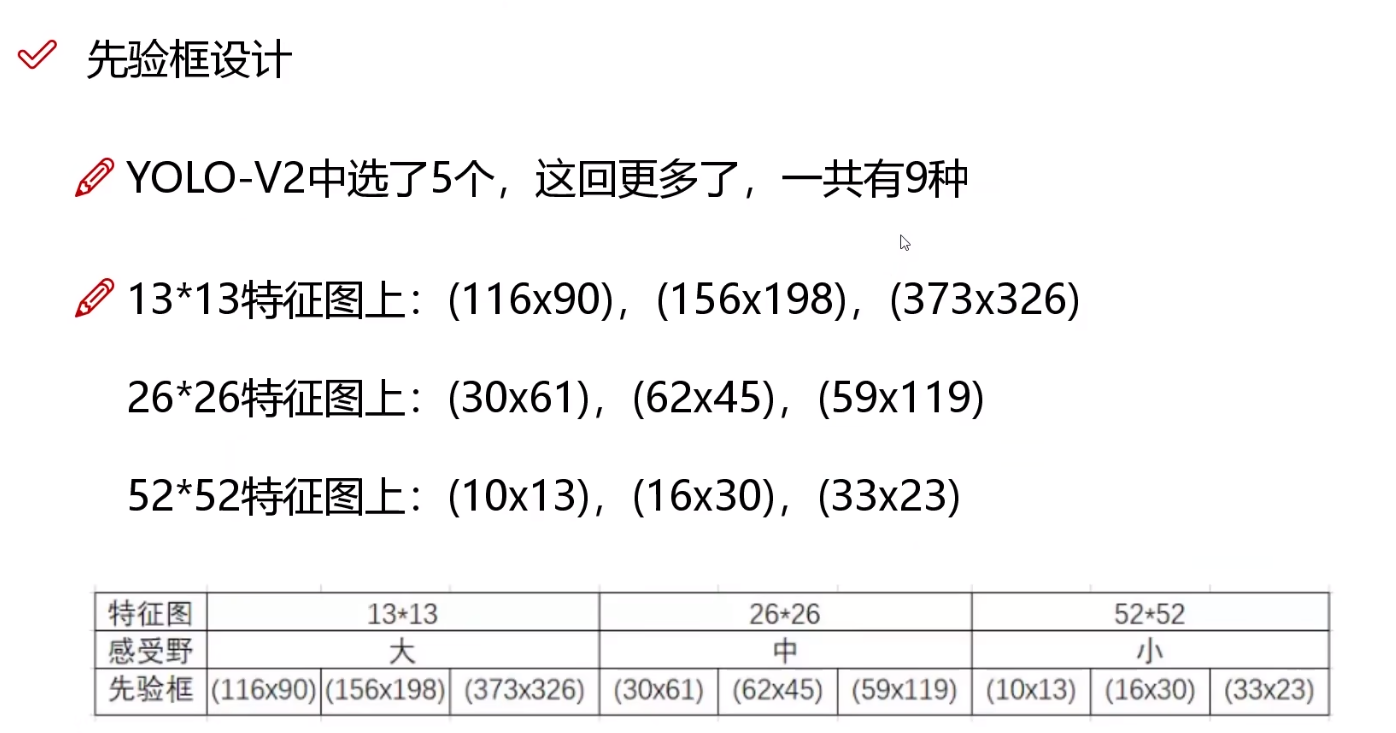 先验框设计
YOLO-V2中选了5个，这回更多了，一共有9种
13*13特征图上：(116x90)，(156x198)，(373x326)
26*26特征图上：(30x61)，(62x45)，(59x119)
52*52特征图上：(10x13)，(16x30)，(33x23)
特征图 13*13 26*26 52*52
感受野 大 中 小
先验框 (116x90) (156x198) (373x326) (30x61) (62x45) (59x119) (10x13) (16x30) (33x23)